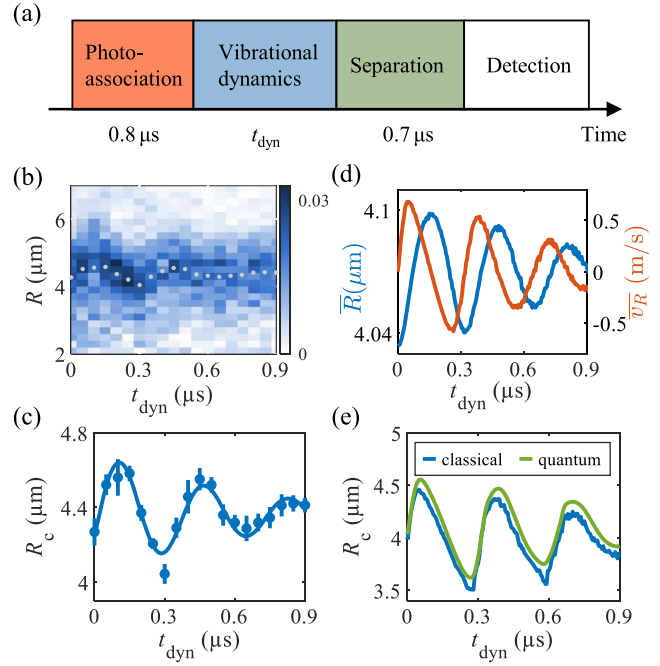 (a)
Photo-
association
Vibrational
dynamics
Separation
Detection
0.8 μs
t_dyn
0.7 μs
Time
(b)
0.03
0
6
4
2
R (μm)
0
0.3
0.6
0.9
t_dyn (μs)
(d)
4.1
4.04
R̅ (μm)
0.5
0
-0.5
v̅_R (m/s)
0
0.3
0.6
0.9
t_dyn (μs)
(c)
4.8
4.4
4
R_c (μm)
0
0.3
0.6
0.9
t_dyn (μs)
(e)
classical
quantum
5
4.5
4
3.5
R_c (μm)
0
0.3
0.6
0.9
t_dyn (μs)